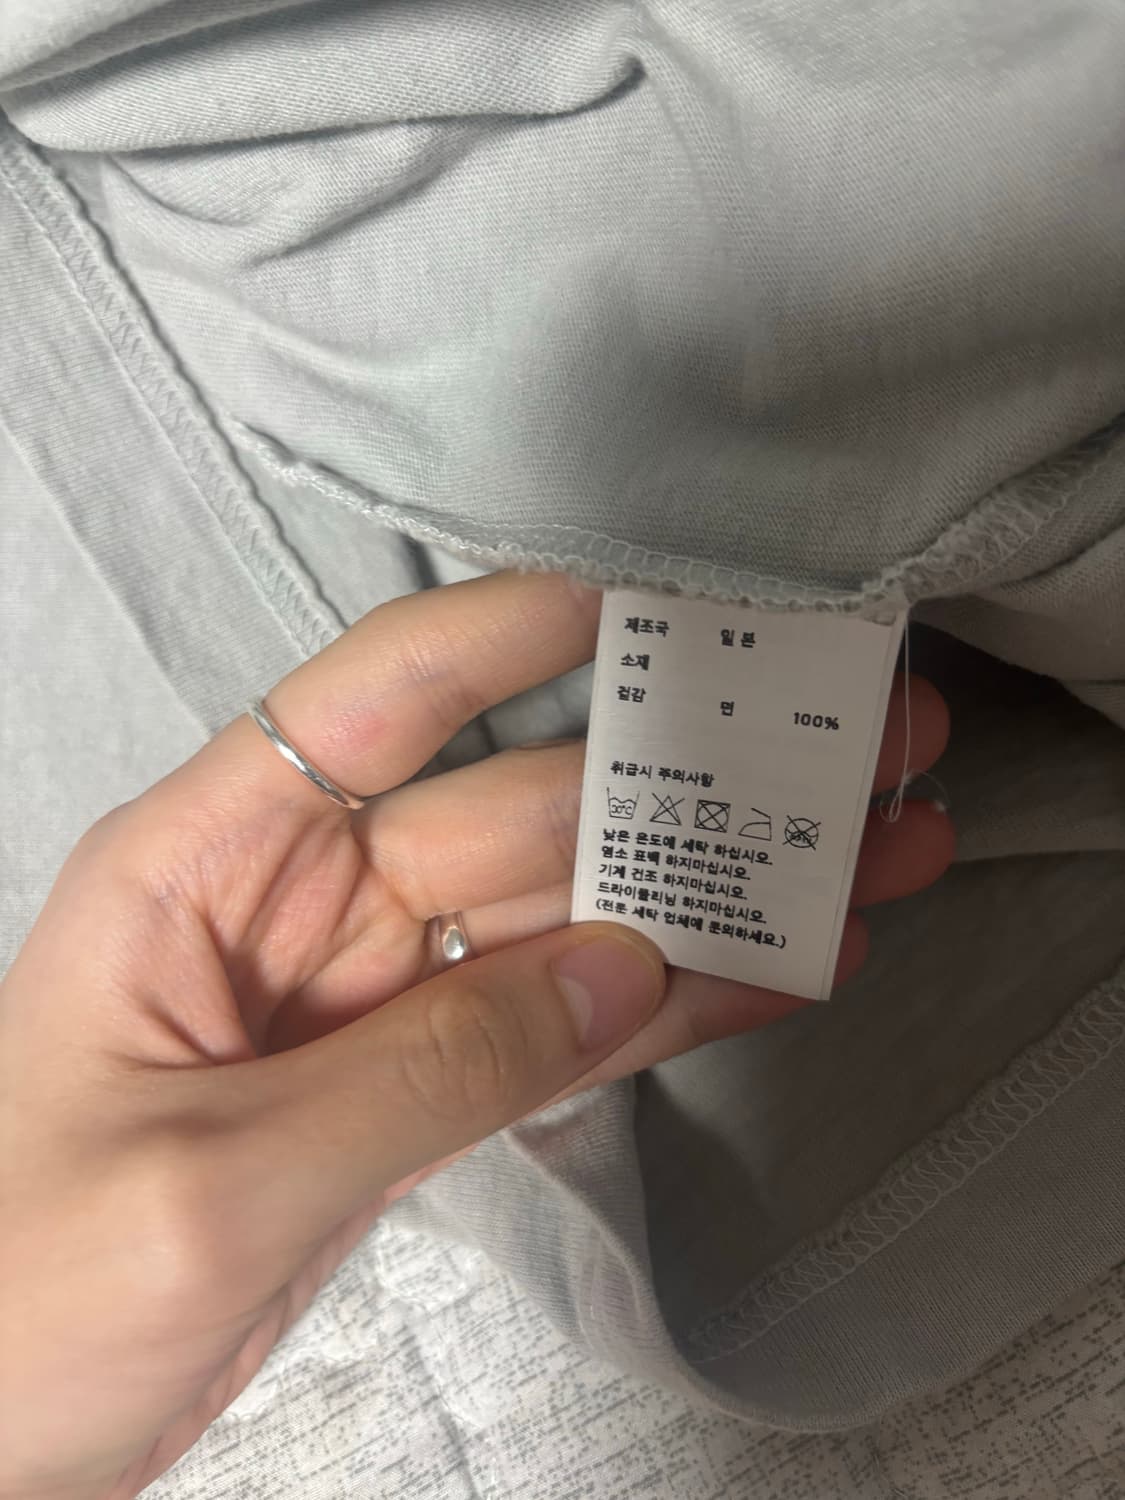 제조국 일본
소재
겉감 면 100%
취급시 주의사항
30℃
낮은 온도에 세탁 하십시오.
염소 표백 하지마십시오.
기계 건조 하지마십시오.
드라이클리닝 하지마십시오.
(전문 세탁 업체에 문의하세요.)